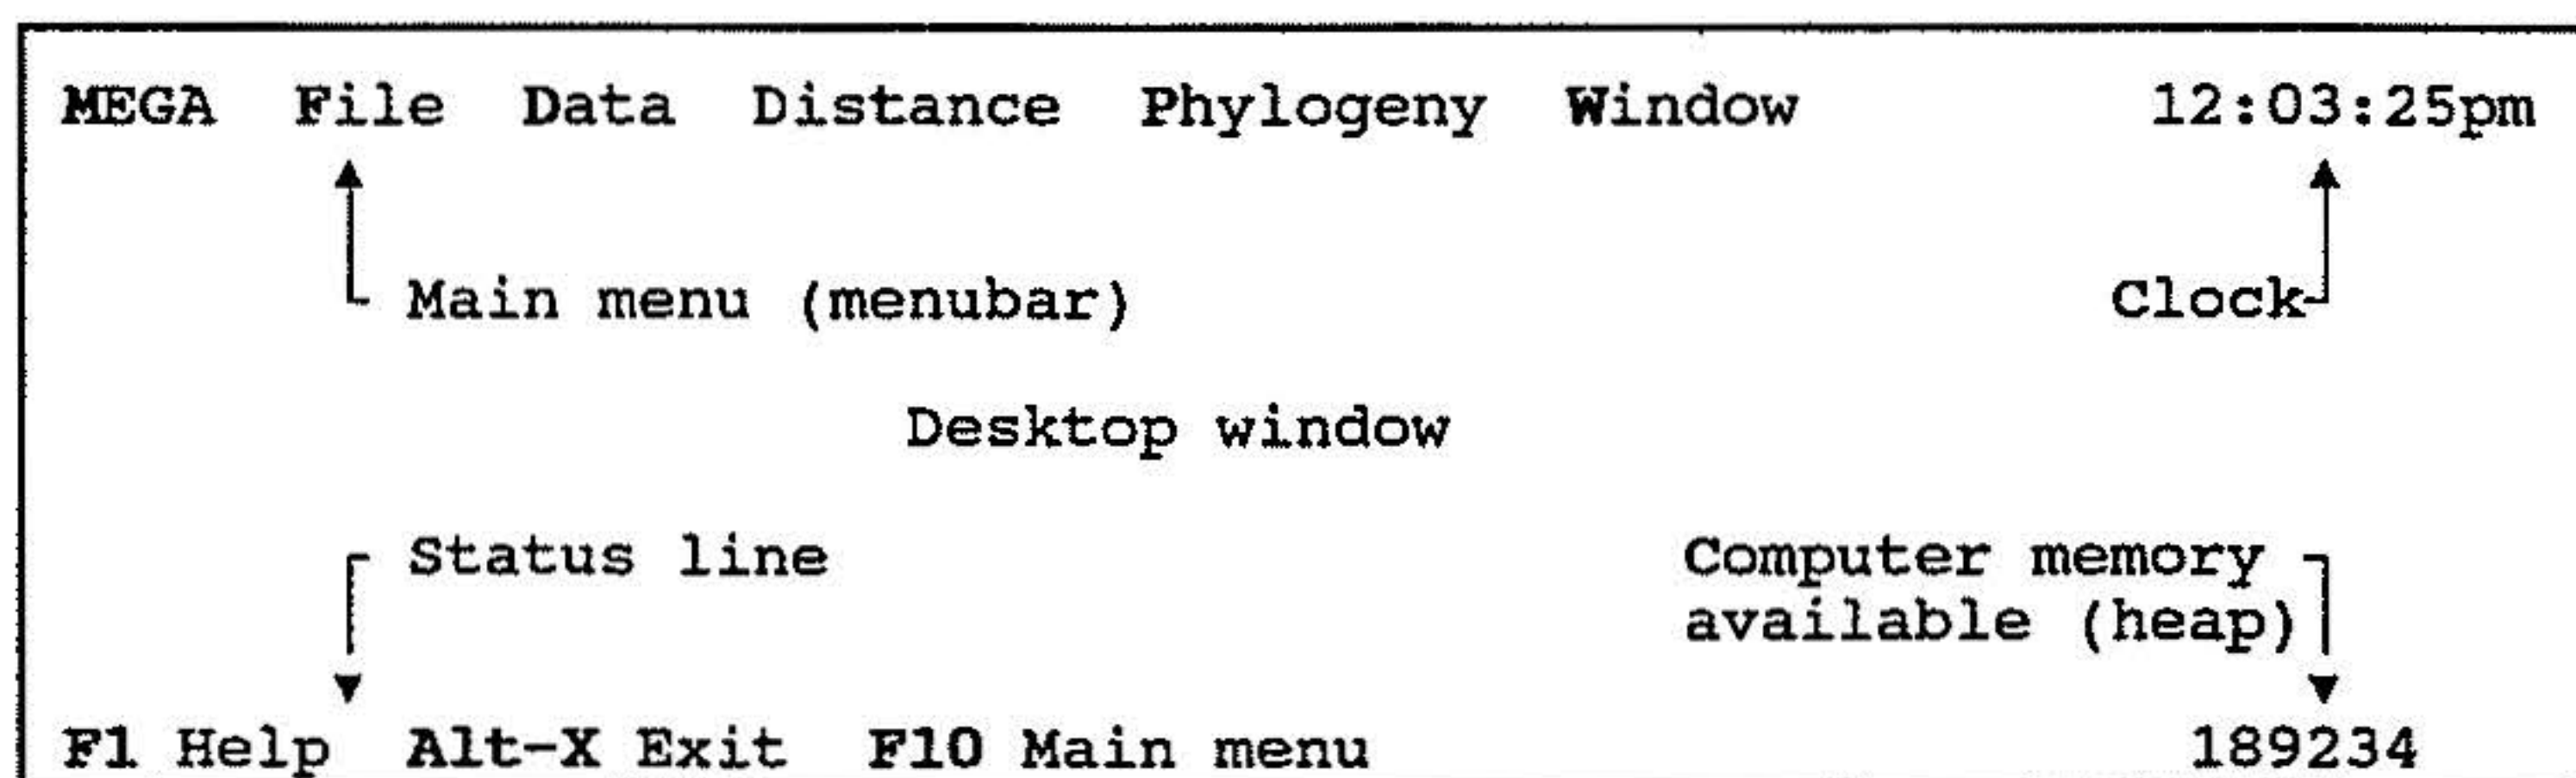 MEGA File Data Distance Phylogeny Window 12:03:25pm
Main menu (menubar) Clock
Desktop window
Status line Computer memory
available (heap)
F1 Help Alt-X Exit F10 Main menu 189234